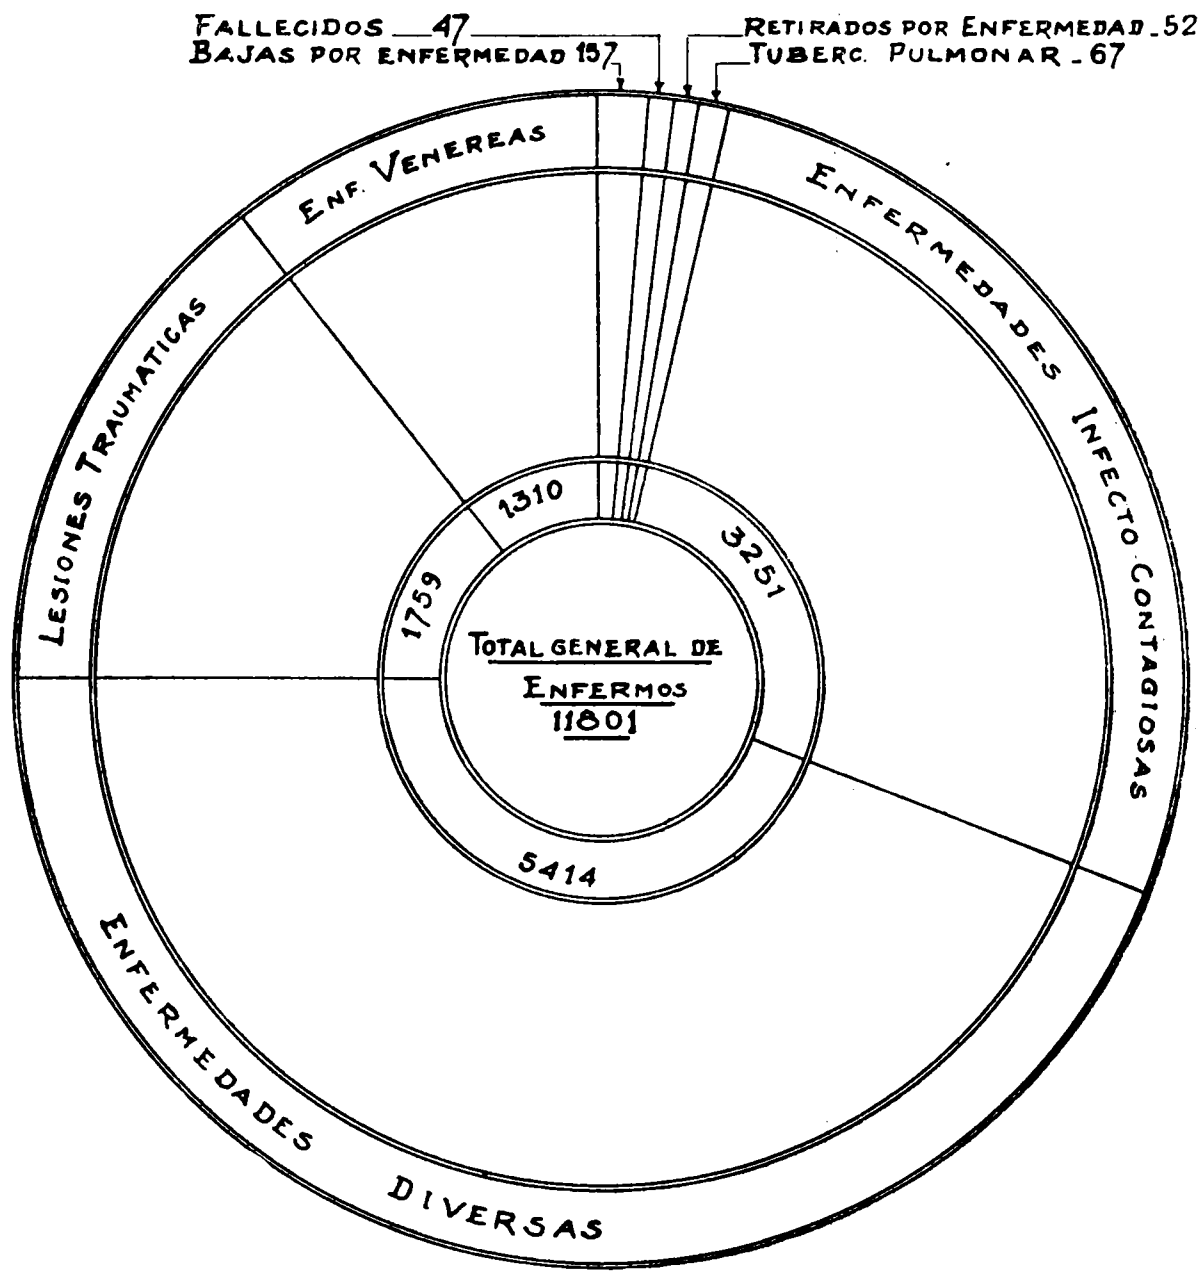 FALLECIDOS 47
BAJAS POR ENFERMEDAD 157
RETIRADOS POR ENFERMEDAD - 52
TUBERC. PULMONAR - 67
ENF. VENEREAS
ENFERMEDADES INFECTO-CONTAGIOSAS
LESIONES TRAUMATICAS
1310
3251
1759
TOTAL GENERAL DE
ENFERMOS
11801
5414
ENFERMEDADES DIVERSAS